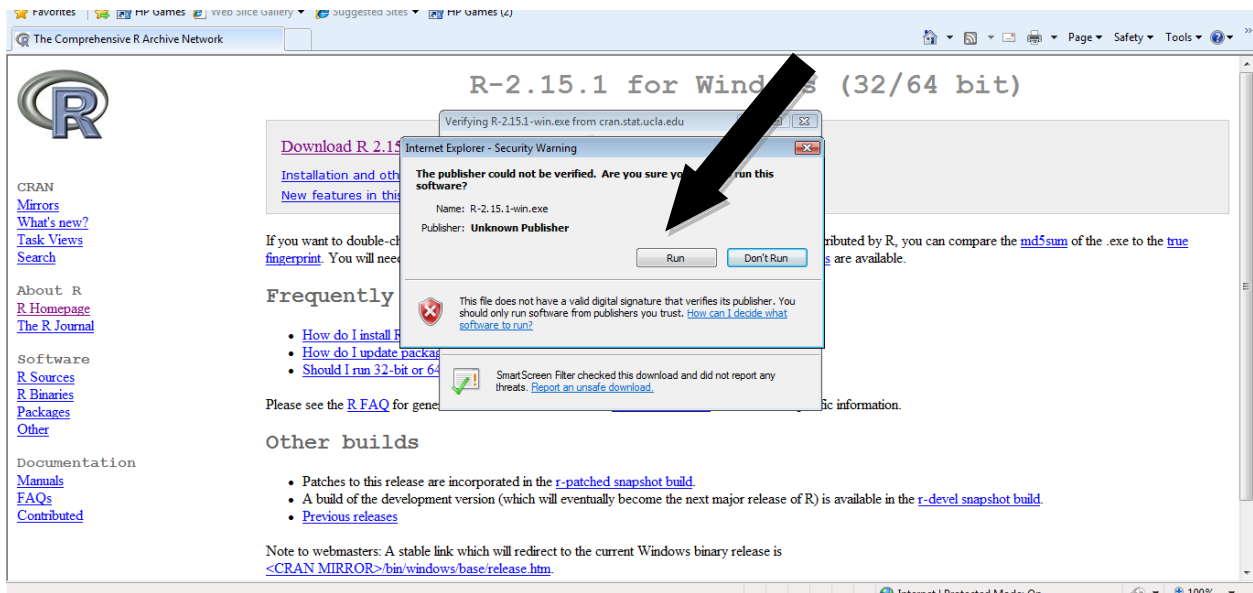 Favorites HP Games Web Slice Gallery Suggested Sites HP Games (2)
The Comprehensive R Archive Network
Page Safety Tools
R
R-2.15.1 for Windows (32/64 bit)
Verifying R-2.15.1-win.exe from cran.stat.ucla.edu
Download R 2.15
Internet Explorer - Security Warning
Installation and oth
The publisher could not be verified. Are you sure yo run this
software?
New features in this
Name: R-2.15.1-win.exe
Publisher: Unknown Publisher
CRAN
Mirrors
What's new?
Task Views
Search
If you want to double-ch ributed by R, you can compare the md5sum of the .exe to the true
fingerprint. You will need s are available.
Run Don't Run
About R
R Homepage
The R Journal
Frequently
This file does not have a valid digital signature that verifies its publisher. You
should only run software from publishers you trust. How can I decide what
software to run?
How do I install R
How do I update packag
Should I run 32-bit or 64
Software
R Sources
R Binaries
Packages
Other
SmartScreen Filter checked this download and did not report any
threats. Report an unsafe download.
Please see the R FAQ for gene fic information.
Other builds
Documentation
Manuals
FAQs
Contributed
Patches to this release are incorporated in the r-patched snapshot build.
A build of the development version (which will eventually become the next major release of R) is available in the r-devel snapshot build.
Previous releases
Note to webmasters: A stable link which will redirect to the current Windows binary release is
<CRAN MIRROR>/bin/windows/base/release.htm.
Internet | Protected Mode: On 100%